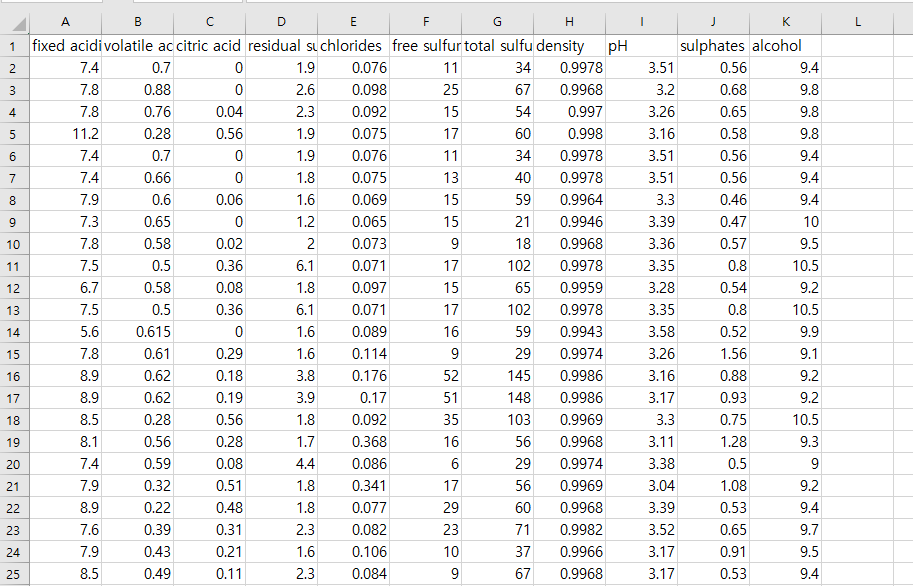 A B C D E F G H I J K L
1 fixed acidi volatile ac citric acid residual su chlorides free sulfur total sulfu density pH sulphates alcohol
2 7.4 0.7 0 1.9 0.076 11 34 0.9978 3.51 0.56 9.4
3 7.8 0.88 0 2.6 0.098 25 67 0.9968 3.2 0.68 9.8
4 7.8 0.76 0.04 2.3 0.092 15 54 0.997 3.26 0.65 9.8
5 11.2 0.28 0.56 1.9 0.075 17 60 0.998 3.16 0.58 9.8
6 7.4 0.7 0 1.9 0.076 11 34 0.9978 3.51 0.56 9.4
7 7.4 0.66 0 1.8 0.075 13 40 0.9978 3.51 0.56 9.4
8 7.9 0.6 0.06 1.6 0.069 15 59 0.9964 3.3 0.46 9.4
9 7.3 0.65 0 1.2 0.065 15 21 0.9946 3.39 0.47 10
10 7.8 0.58 0.02 2 0.073 9 18 0.9968 3.36 0.57 9.5
11 7.5 0.5 0.36 6.1 0.071 17 102 0.9978 3.35 0.8 10.5
12 6.7 0.58 0.08 1.8 0.097 15 65 0.9959 3.28 0.54 9.2
13 7.5 0.5 0.36 6.1 0.071 17 102 0.9978 3.35 0.8 10.5
14 5.6 0.615 0 1.6 0.089 16 59 0.9943 3.58 0.52 9.9
15 7.8 0.61 0.29 1.6 0.114 9 29 0.9974 3.26 1.56 9.1
16 8.9 0.62 0.18 3.8 0.176 52 145 0.9986 3.16 0.88 9.2
17 8.9 0.62 0.19 3.9 0.17 51 148 0.9986 3.17 0.93 9.2
18 8.5 0.28 0.56 1.8 0.092 35 103 0.9969 3.3 0.75 10.5
19 8.1 0.56 0.28 1.7 0.368 16 56 0.9968 3.11 1.28 9.3
20 7.4 0.59 0.08 4.4 0.086 6 29 0.9974 3.38 0.5 9
21 7.9 0.32 0.51 1.8 0.341 17 56 0.9969 3.04 1.08 9.2
22 8.9 0.22 0.48 1.8 0.077 29 60 0.9968 3.39 0.53 9.4
23 7.6 0.39 0.31 2.3 0.082 23 71 0.9982 3.52 0.65 9.7
24 7.9 0.43 0.21 1.6 0.106 10 37 0.9966 3.17 0.91 9.5
25 8.5 0.49 0.11 2.3 0.084 9 67 0.9968 3.17 0.53 9.4